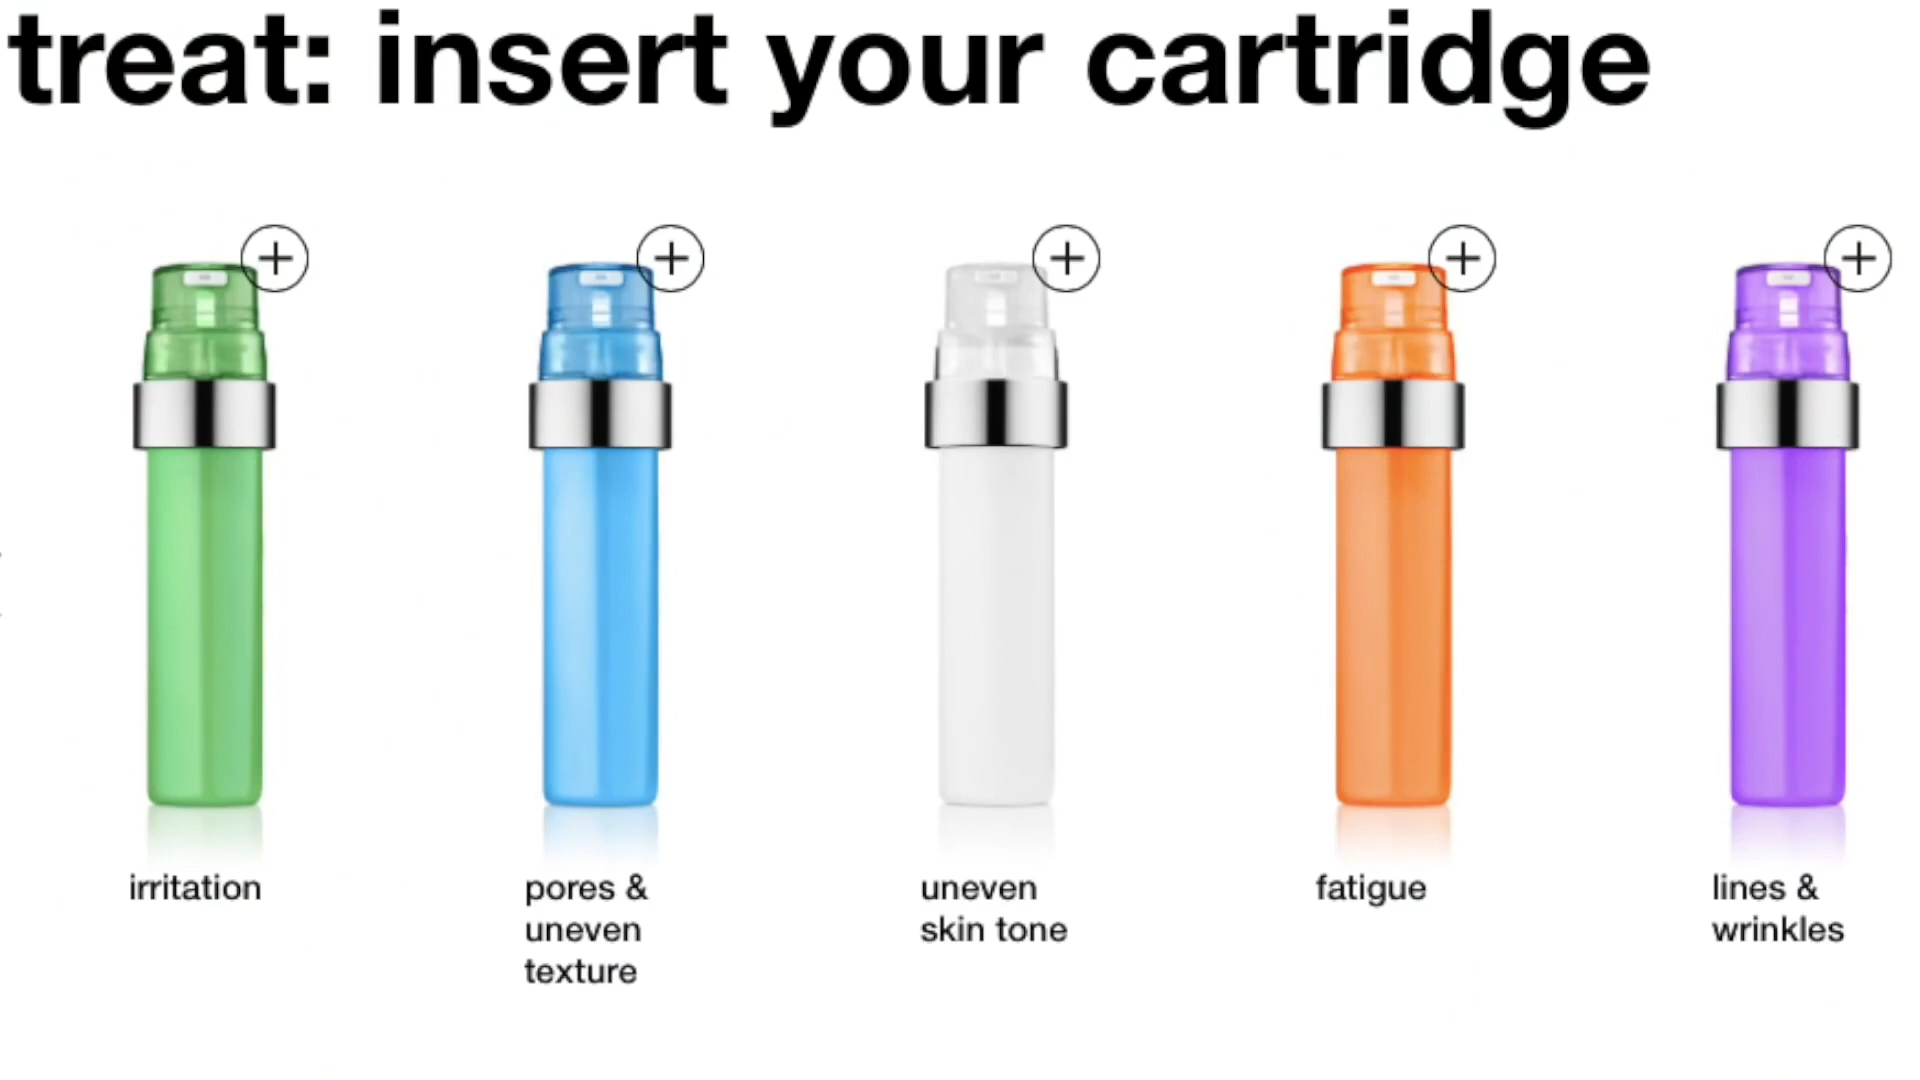 treat: insert your cartridge
irritation
pores &
uneven
texture
uneven
skin tone
fatigue
lines &
wrinkles